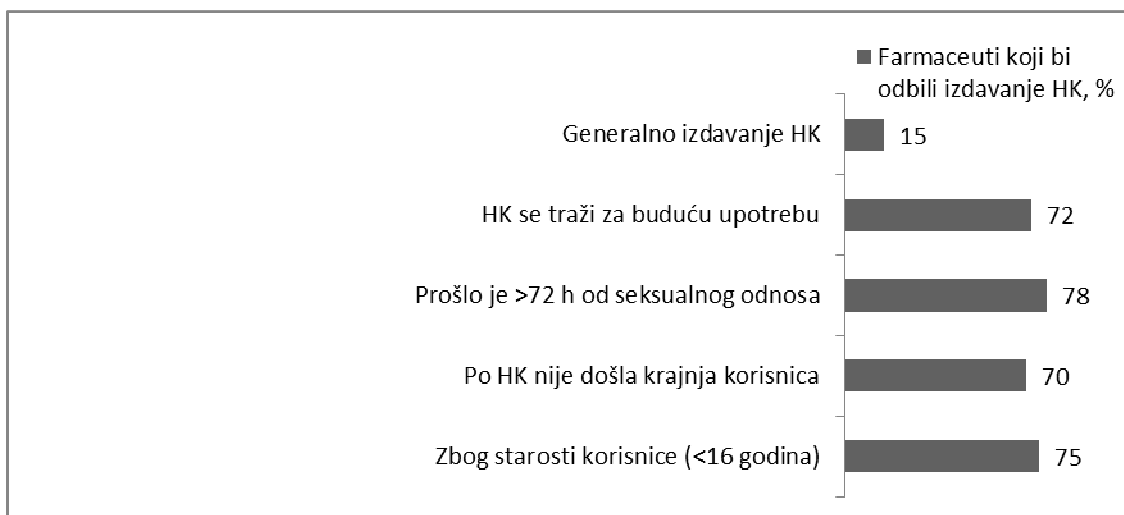 Farmaceuti koji bi
odbili izdavanje HK, %
Generalno izdavanje HK
15
HK se traži za buduću upotrebu
72
Prošlo je >72 h od seksualnog odnosa
78
Po HK nije došla krajnja korisnica
70
Zbog starosti korisnice (<16 godina)
75